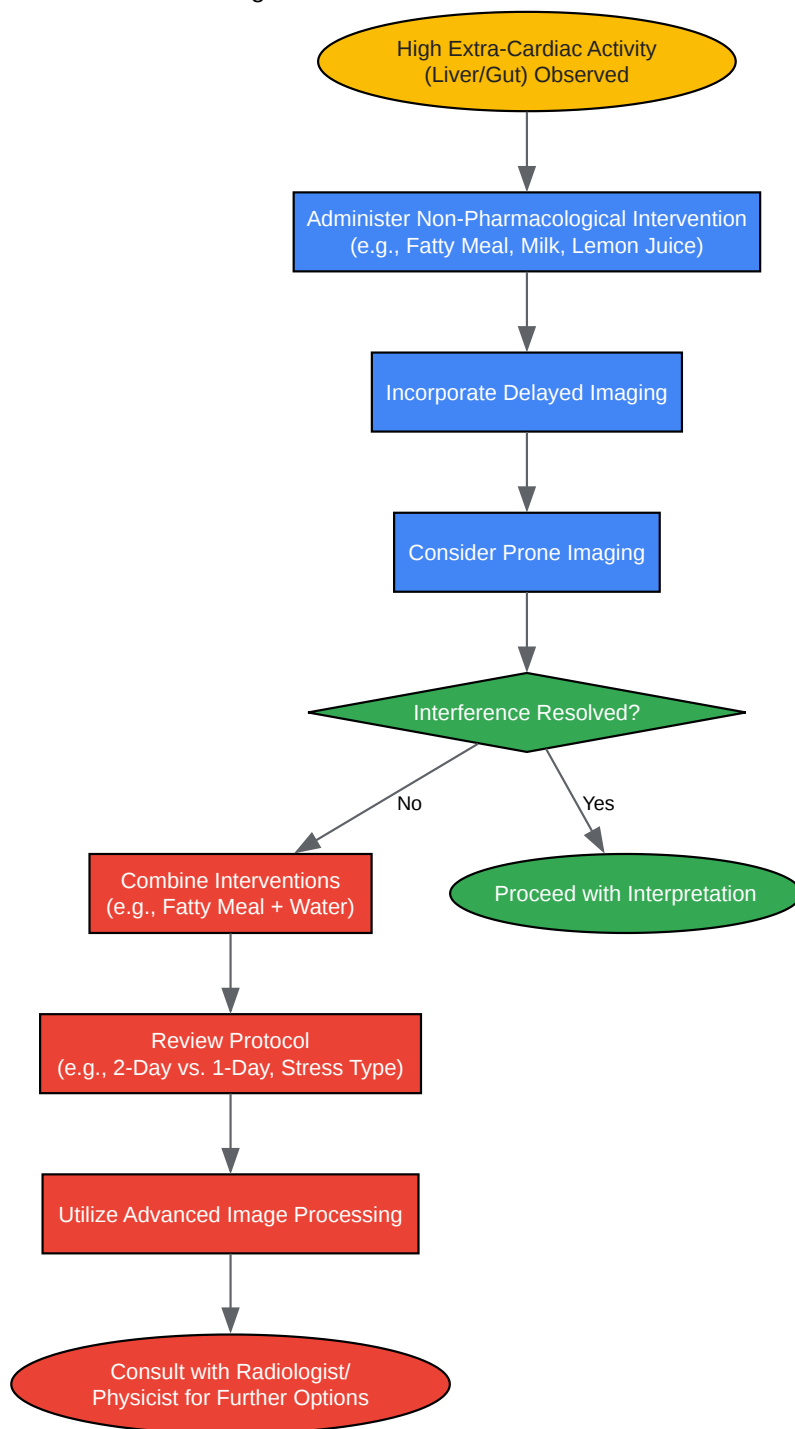 High Extra-Cardiac Activity
(Liver/Gut) Observed
Administer Non-Pharmacological Intervention
(e.g., Fatty Meal, Milk, Lemon Juice)
Incorporate Delayed Imaging
Consider Prone Imaging
Interference Resolved?
No
Yes
Combine Interventions
(e.g., Fatty Meal + Water)
Proceed with Interpretation
Review Protocol
(e.g., 2-Day vs. 1-Day, Stress Type)
Utilize Advanced Image Processing
Consult with Radiologist/
Physicist for Further Options